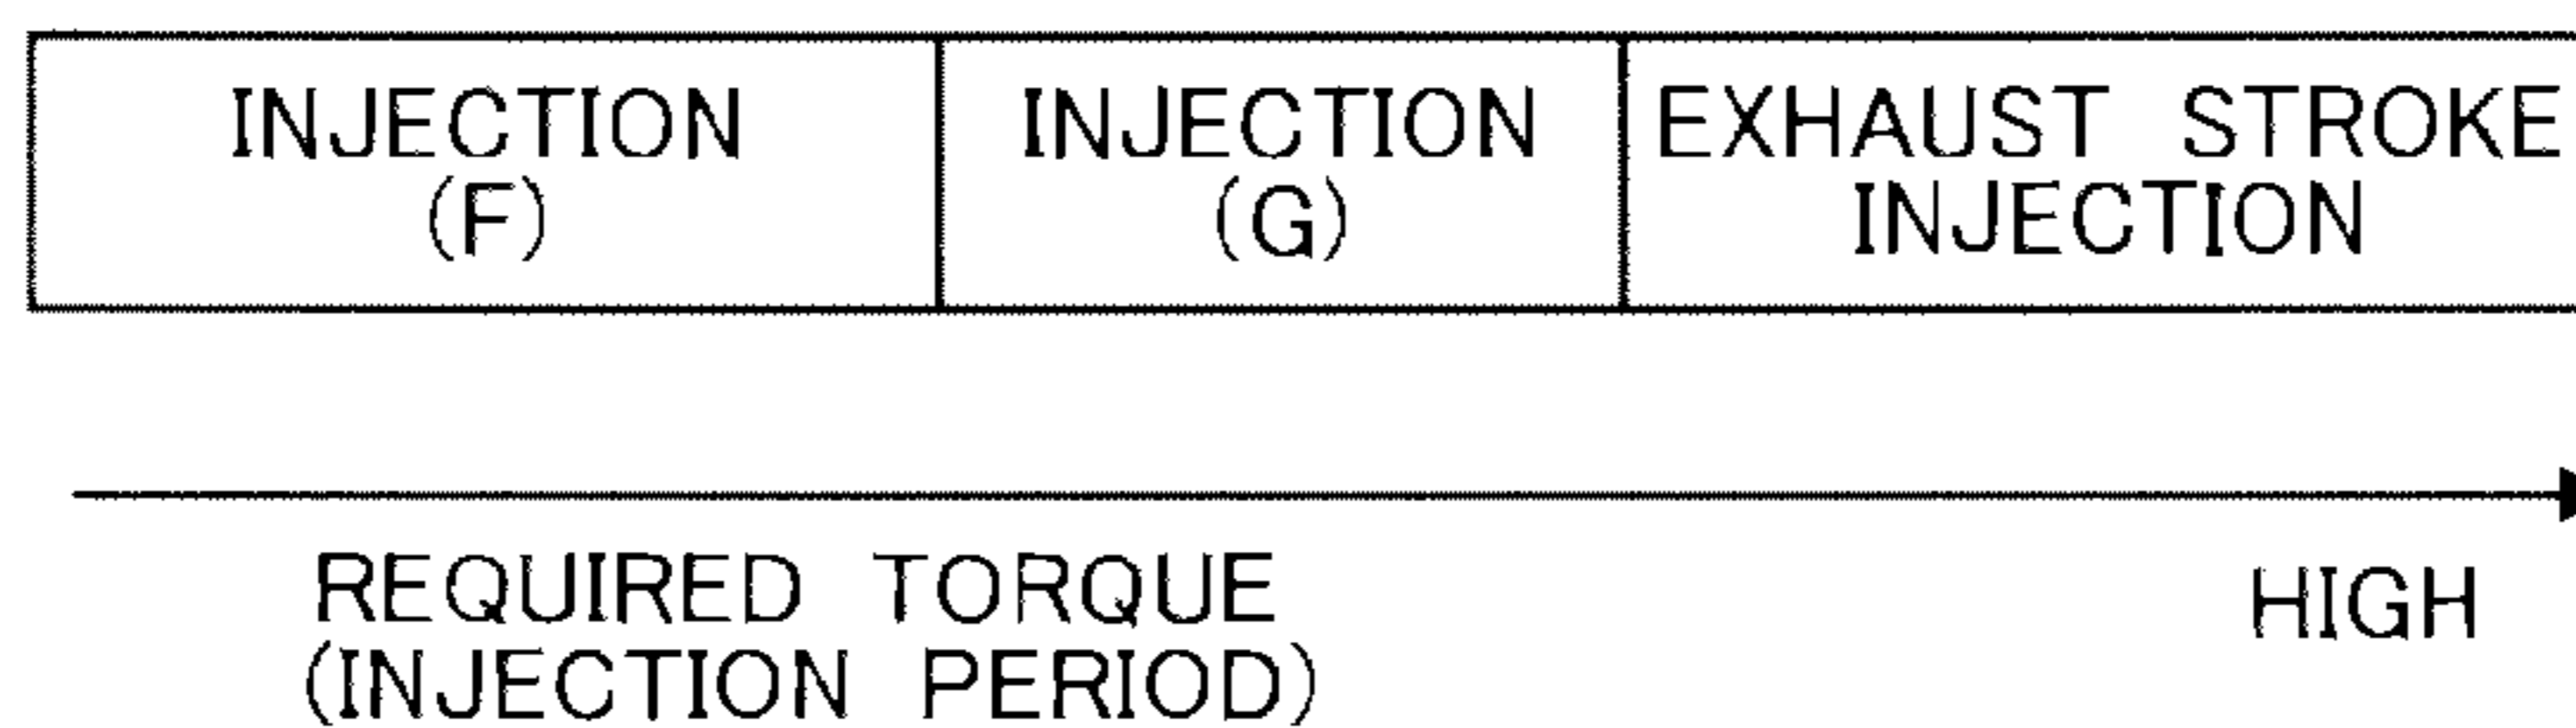 INJECTION
(F)
INJECTION
(G)
EXHAUST STROKE
INJECTION
REQUIRED TORQUE
(INJECTION PERIOD)
HIGH